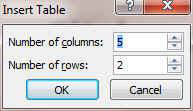 Insert Table
Number of columns: 5
Number of rows: 2
OK Cancel